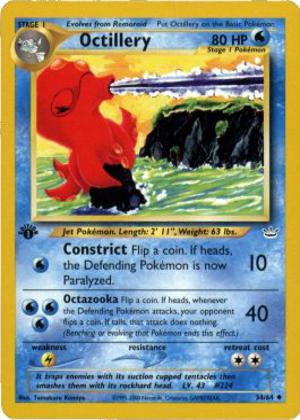 STAGE 1 Evolves from Remoraid Put Octillery on the Basic Pokémon
Octillery 80 HP
Stage 1 Pokémon
Jet Pokémon. Length: 2' 11", Weight: 63 lbs.
Constrict Flip a coin. If heads, the Defending Pokémon is now Paralyzed. 10
Octazooka Flip a coin. If heads, whenever
the Defending Pokémon attacks, your opponent
flips a coin. If tails, that attack does nothing.
(Benching or evolving that Pokémon ends this effect.)
40
weakness resistance retreat cost
It traps enemies with its suction cupped tentacles then
smashes them with its rockhard head. LV. 43 #224
Illus. Tomokazu Komiya
34/64